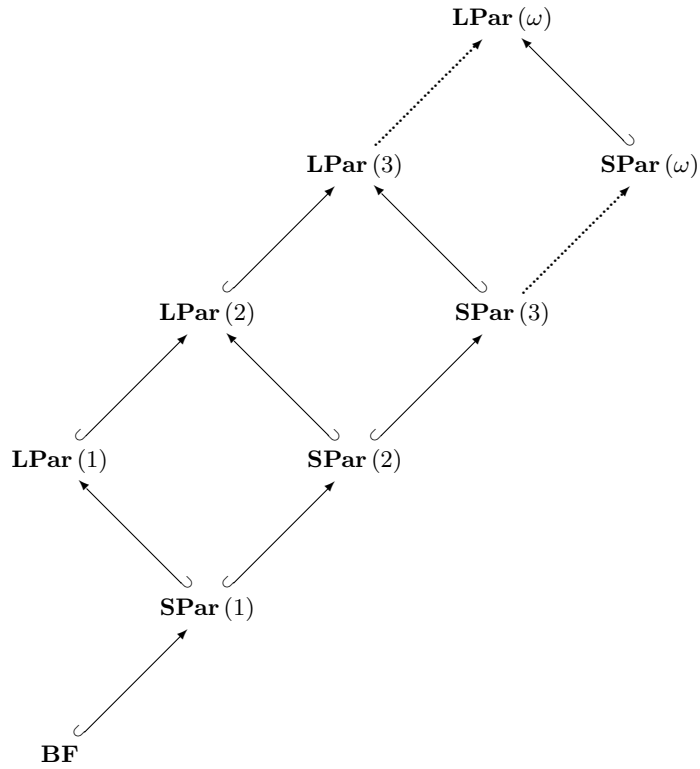 LPar (ω)
LPar (3)
SPar (ω)
LPar (2)
SPar (3)
LPar (1)
SPar (2)
SPar (1)
BF